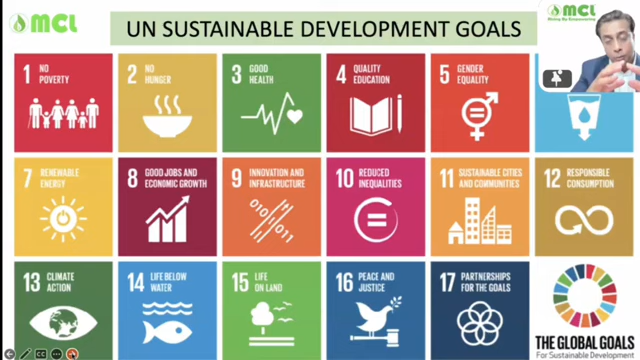 MCL
UN SUSTAINABLE DEVELOPMENT GOALS
MCL
1 NO
POVERTY
2 NO
HUNGER
3 GOOD
HEALTH
4 QUALITY
EDUCATION
5 GENDER
EQUALITY
7 RENEWABLE
ENERGY
8 GOOD JOBS AND
ECONOMIC GROWTH
9 INNOVATION AND
INFRASTRUCTURE
10 REDUCED
INEQUALITIES
11 SUSTAINABLE CITIES
AND COMMUNITIES
12 RESPONSIBLE
CONSUMPTION
13 CLIMATE
ACTION
14 LIFE BELOW
WATER
15 LIFE
ON LAND
16 PEACE AND
JUSTICE
17 PARTNERSHIPS
FOR THE GOALS
THE GLOBAL GOALS
For Sustainable Development